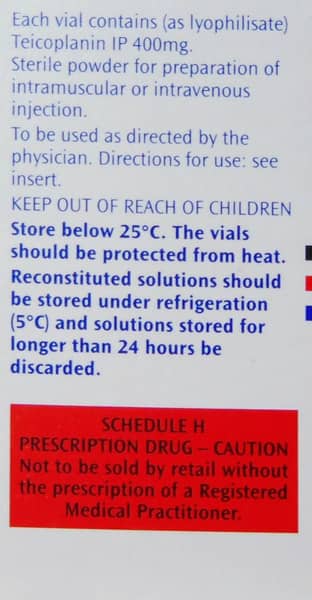 Each vial contains (as lyophilisate)
Teicoplanin IP 400mg.
Sterile powder for preparation of
intramuscular or intravenous
injection.
To be used as directed by the
physician. Directions for use: see
insert.
KEEP OUT OF REACH OF CHILDREN
Store below 25°C. The vials
should be protected from heat.
Reconstituted solutions should
be stored under refrigeration
(5°C) and solutions stored for
longer than 24 hours be
discarded.
SCHEDULE H
PRESCRIPTION DRUG – CAUTION
Not to be sold by retail without
the prescription of a Registered
Medical Practitioner.